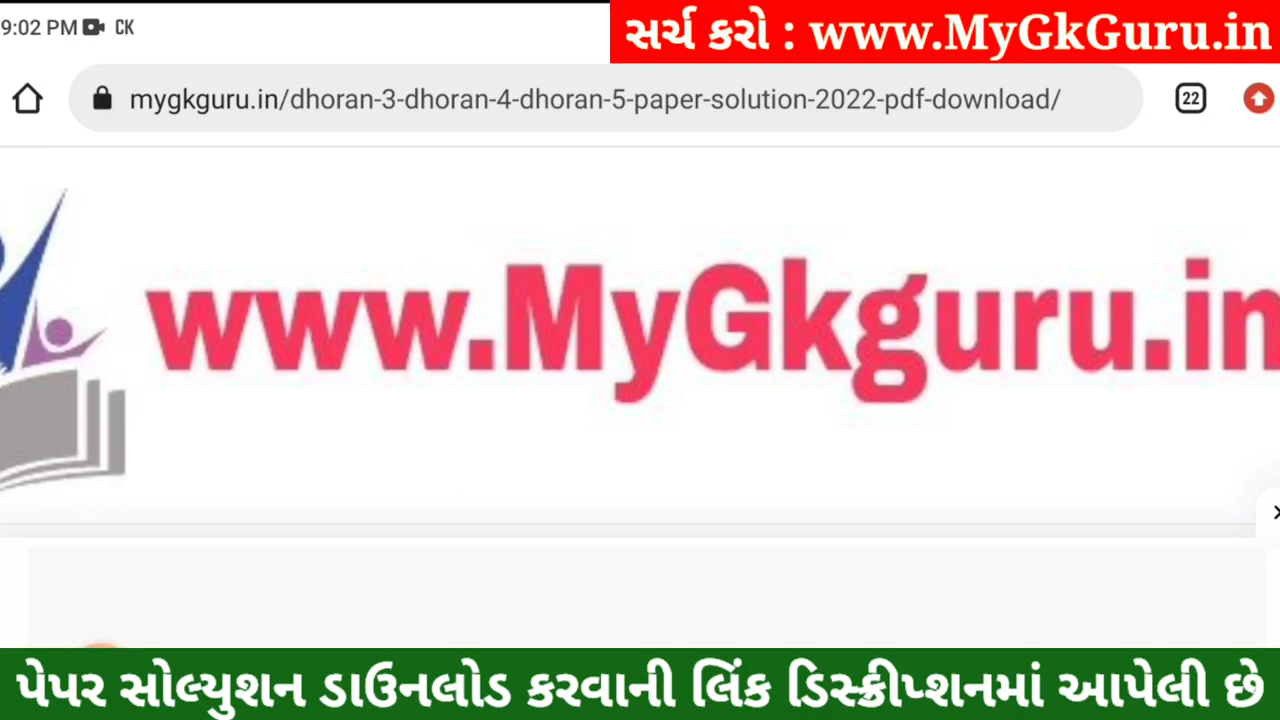 9:02 PM CK
સર્ચ કરો : www.MyGkGuru.in
mygkguru.in/dhoran-3-dhoran-4-dhoran-5-paper-solution-2022-pdf-download/
22
www.MyGkguru.in
પેપર સોલ્યુશન ડાઉનલોડ કરવાની લિંક ડિસ્ક્રીપ્શનમાં આપેલી છે